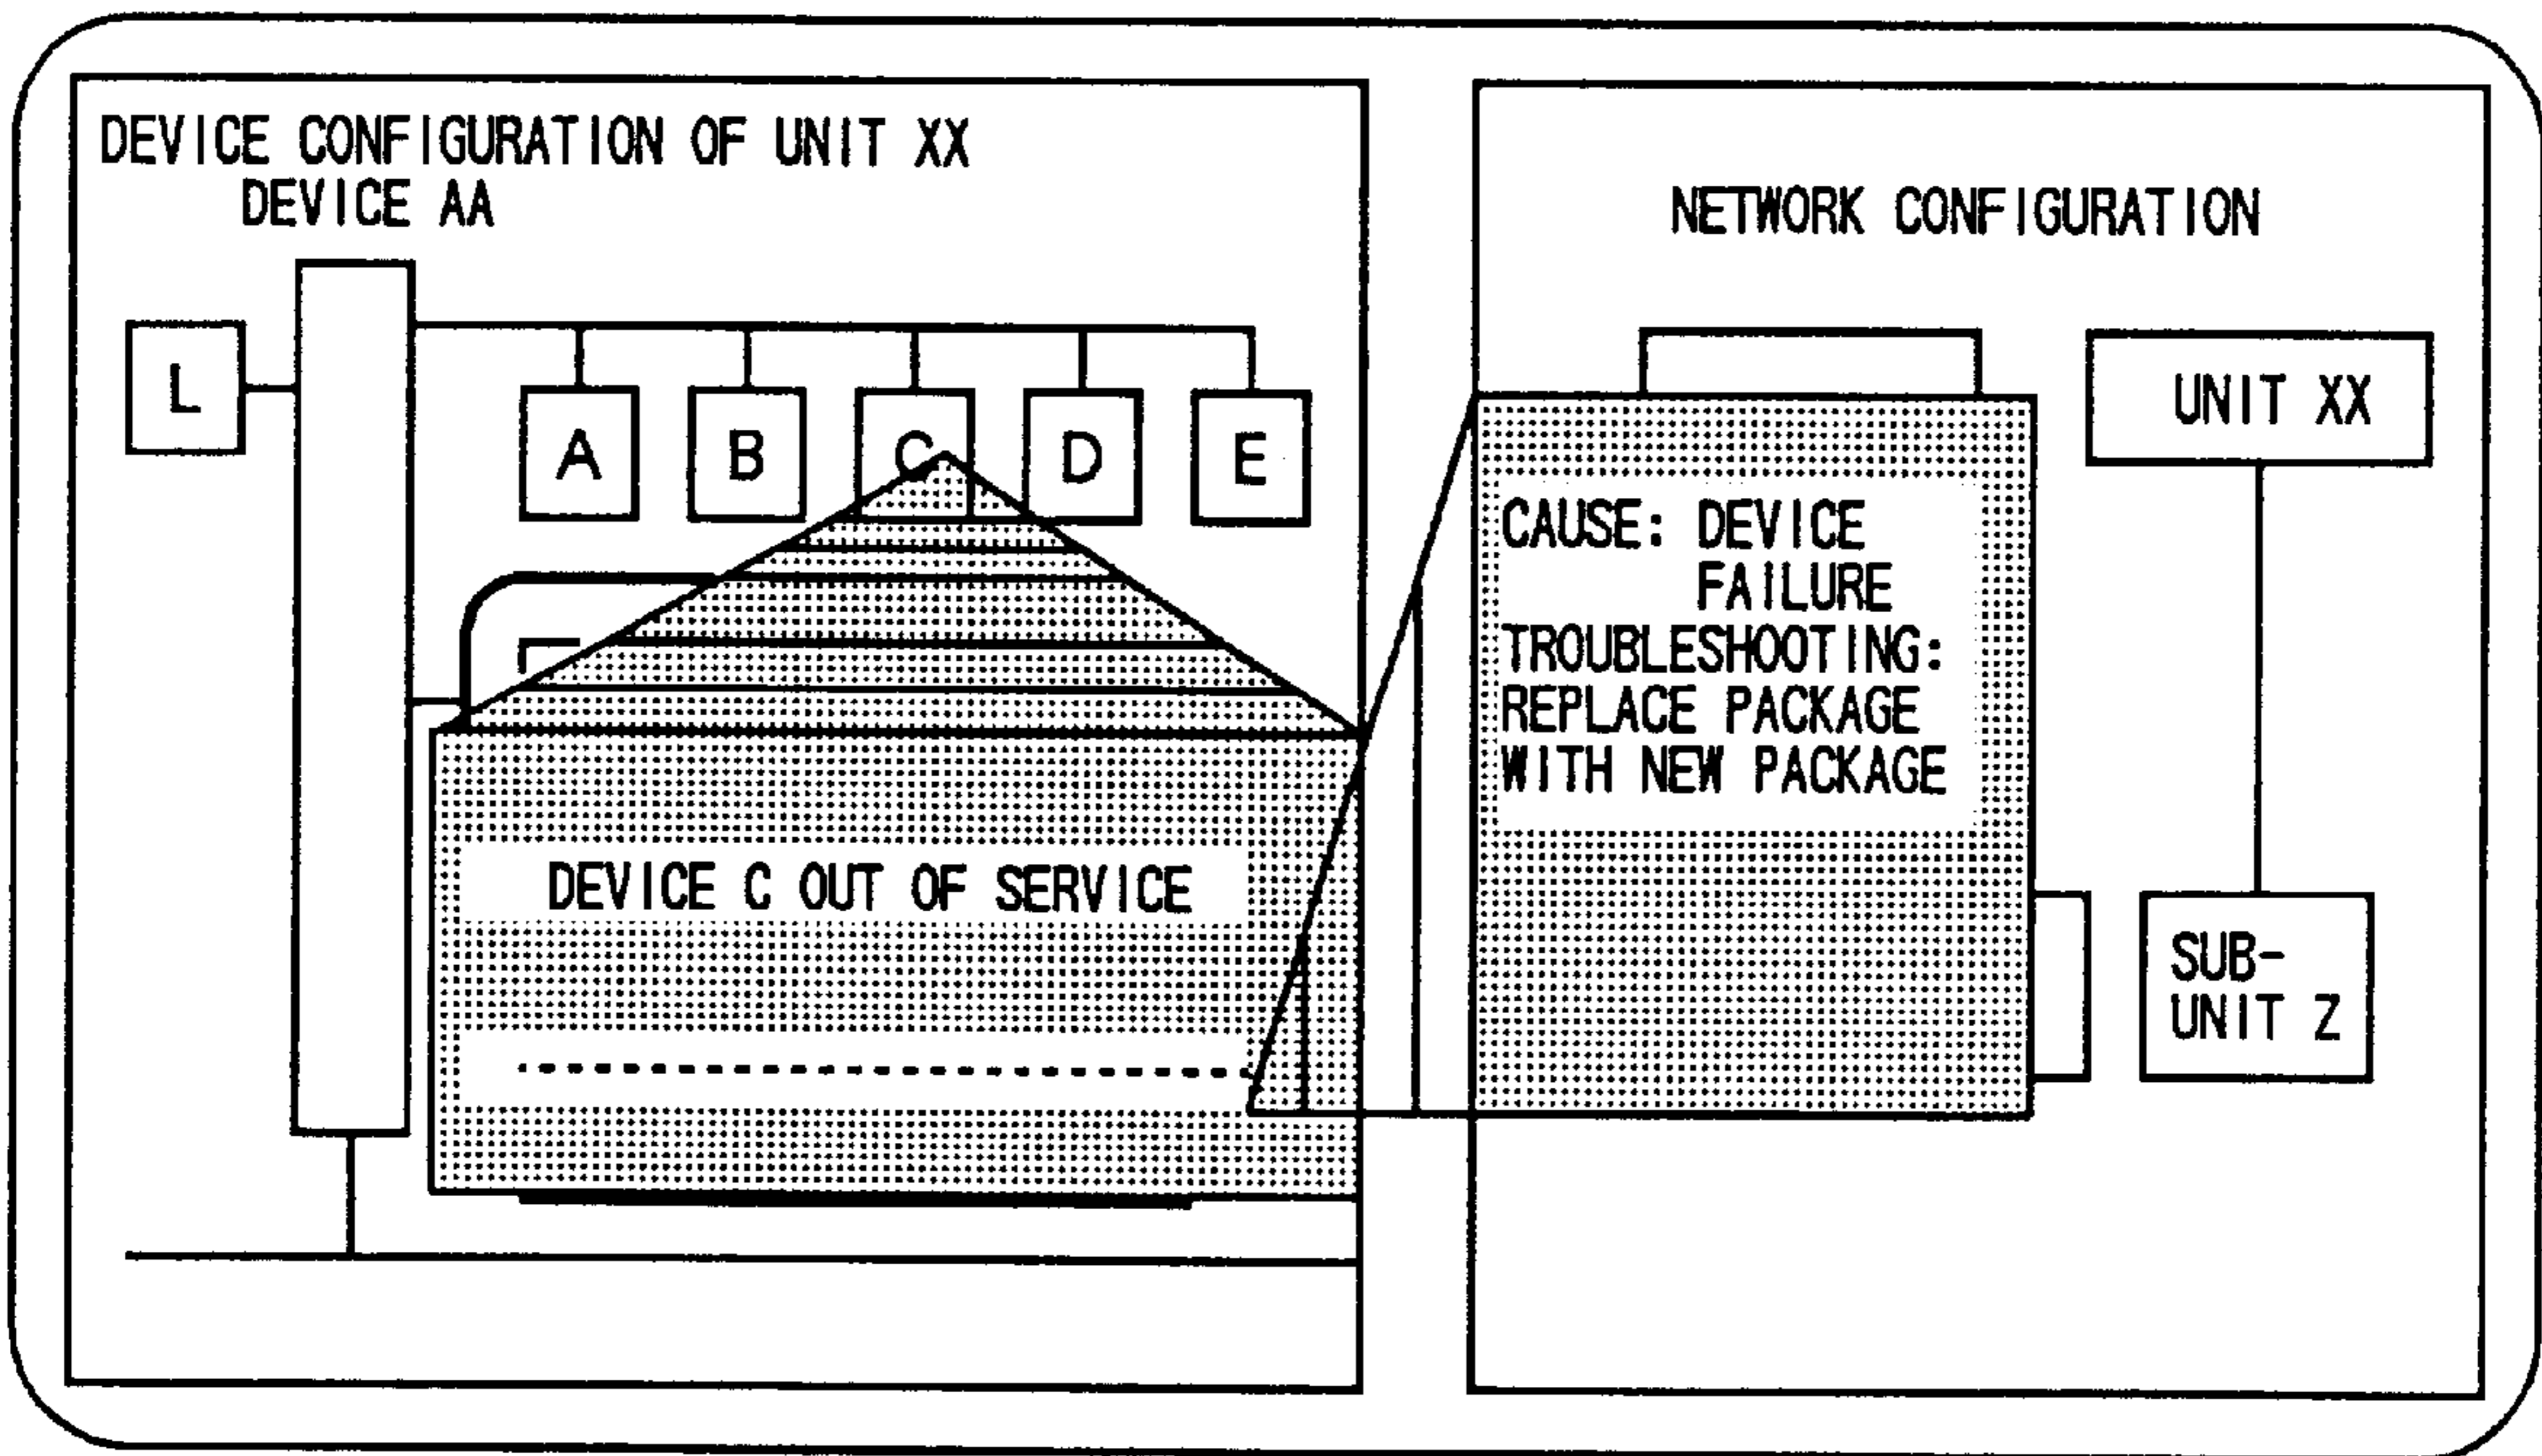 DEVICE CONFIGURATION OF UNIT XX
DEVICE AA
L
A
B
C
D
E
DEVICE C OUT OF SERVICE
NETWORK CONFIGURATION
UNIT XX
CAUSE: DEVICE
FAILURE
TROUBLESHOOTING:
REPLACE PACKAGE
WITH NEW PACKAGE
SUB-
UNIT Z